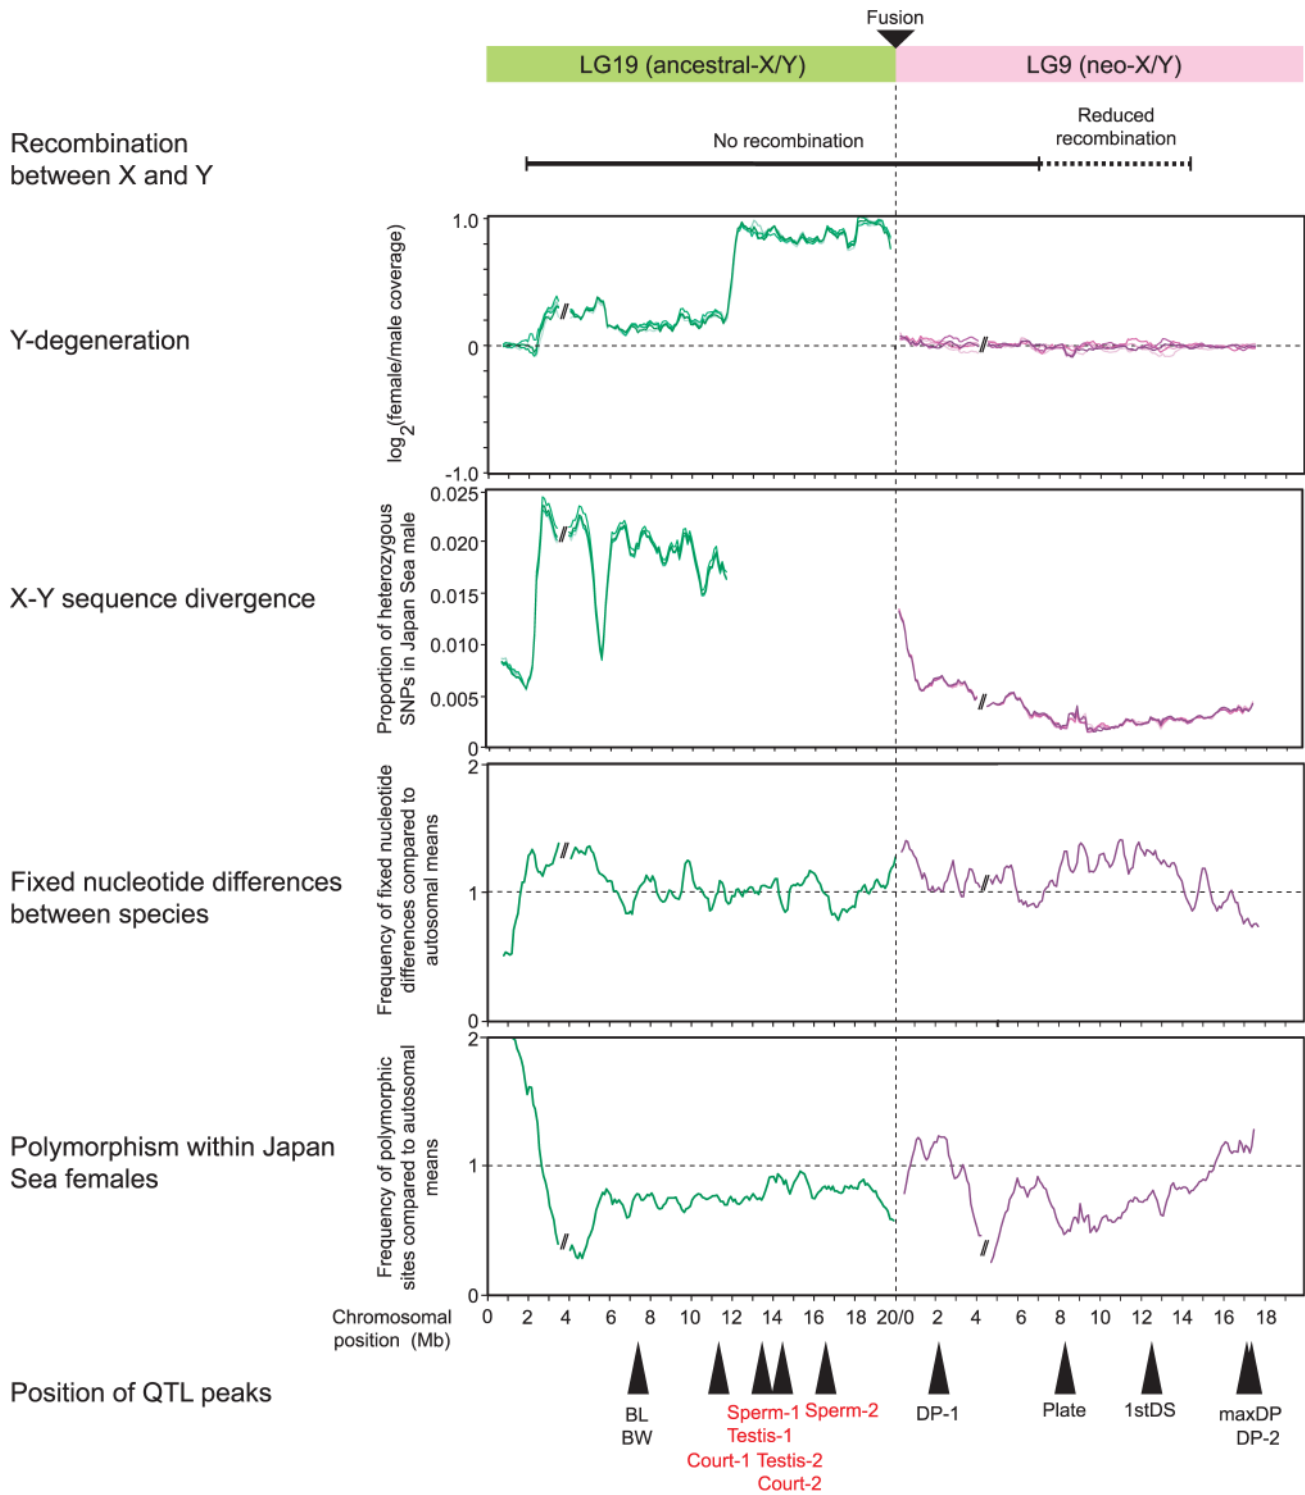 Fusion
LG19 (ancestral-X/Y)
LG9 (neo-X/Y)
Recombination
between X and Y
No recombination
Reduced
recombination
Y-degeneration
log2(female/male coverage)
1.0
0
-1.0
X-Y sequence divergence
Proportion of heterozygous
SNPs in Japan Sea male
0.025
0.020
0.015
0.010
0.005
0
Fixed nucleotide differences
between species
Frequency of fixed nucleotide
differences compared to
autosomal means
2
1
0
Polymorphism within Japan
Sea females
Frequency of polymorphic
sites compared to autosomal
means
2
1
0
Chromosomal
position (Mb)
0 2 4 6 8 10 12 14 16 18 20/0 2 4 6 8 10 12 14 16 18
Position of QTL peaks
BL
BW
Sperm-1 Sperm-2
Testis-1
Court-1 Testis-2
Court-2
DP-1
Plate
1stDS
maxDP
DP-2